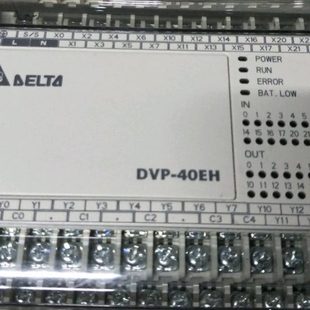 S/S X0 X2 X4 X6 X10 X12 X14 X16 X20
L N X1 X3 X5 X7 X11 X13 X15 X17 X21
POWER
RUN
ERROR
BAT.LOW
DELTA
IN
0 1 2 3 4 5
14 15 16 17 20 21
DVP-40EH
OUT
0 1 2 3 4 5
10 11 12 13 14
Y0 Y1 Y2 Y3 Y4 Y5 Y6 Y7 Y10 Y12
C0 . C1 . C2 . C3 . C4 Y11